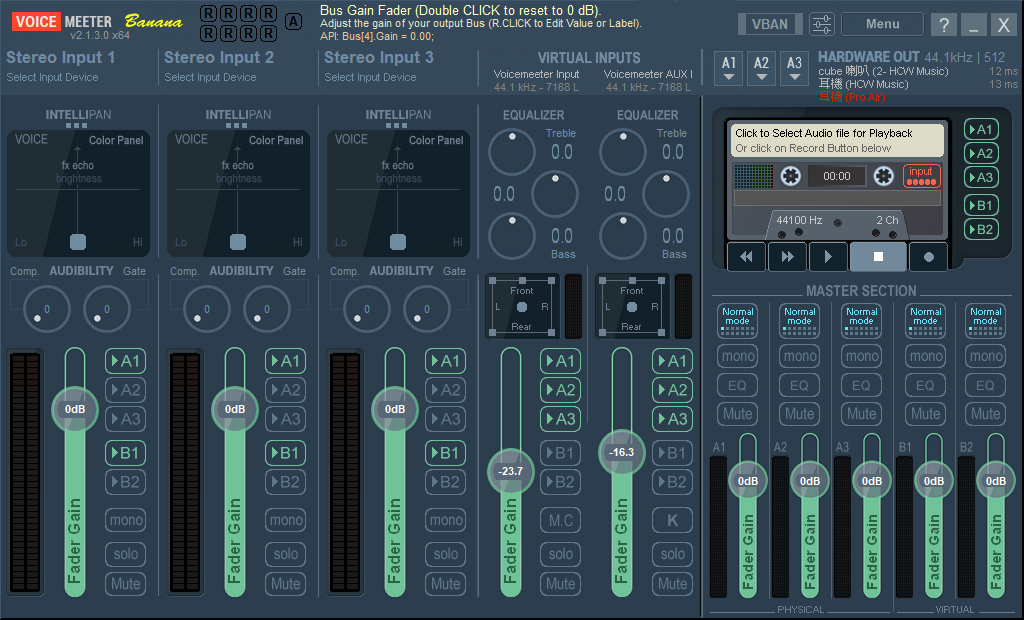 VOICE MEETER Banana
v2.1.3.0 x64
R R R R A
R R R R
Bus Gain Fader (Double CLICK to reset to 0 dB).
Adjust the gain of your output Bus (R.CLICK to Edit Value or Label).
API: Bus[4].Gain = 0.00;
VBAN Menu ? _ X
Stereo Input 1
Select Input Device
Stereo Input 2
Select Input Device
Stereo Input 3
Select Input Device
VIRTUAL INPUTS
Voicemeeter Input
44.1 kHz - 7168 L
Voicemeeter AUX I
44.1 kHz - 7168 L
A1 A2 A3
HARDWARE OUT 44.1kHz | 512
cube 喇叭 (2- HCW Music) 12 ms
耳機 (HCW Music) 13 ms
耳機 (Pro Air)
INTELLIPAN
VOICE Color Panel
fx echo
brightness
Lo Hi
INTELLIPAN
VOICE Color Panel
fx echo
brightness
Lo Hi
INTELLIPAN
VOICE Color Panel
fx echo
brightness
Lo Hi
EQUALIZER
Treble
0.0
0.0
0.0
Bass
EQUALIZER
Treble
0.0
0.0
0.0
Bass
Click to Select Audio file for Playback
Or click on Record Button below
00:00 input
44100 Hz 2 Ch
A1
A2
A3
B1
B2
Comp. AUDIBILITY Gate
0 0
Comp. AUDIBILITY Gate
0 0
Comp. AUDIBILITY Gate
0 0
Front
L R
Rear
Front
L R
Rear
0dB
Fader Gain
A1
A2
A3
B1
B2
mono
solo
Mute
0dB
Fader Gain
A1
A2
A3
B1
B2
mono
solo
Mute
0dB
Fader Gain
A1
A2
A3
B1
B2
mono
solo
Mute
-23.7
Fader Gain
A1
A2
A3
B1
B2
M.C
solo
Mute
-16.3
Fader Gain
A1
A2
A3
B1
B2
K
solo
Mute
MASTER SECTION
Normal mode
mono
EQ
Mute
A1
0dB
Fader Gain
Normal mode
mono
EQ
Mute
A2
0dB
Fader Gain
Normal mode
mono
EQ
Mute
A3
0dB
Fader Gain
Normal mode
mono
EQ
Mute
B1
0dB
Fader Gain
Normal mode
mono
EQ
Mute
B2
0dB
Fader Gain
PHYSICAL VIRTUAL